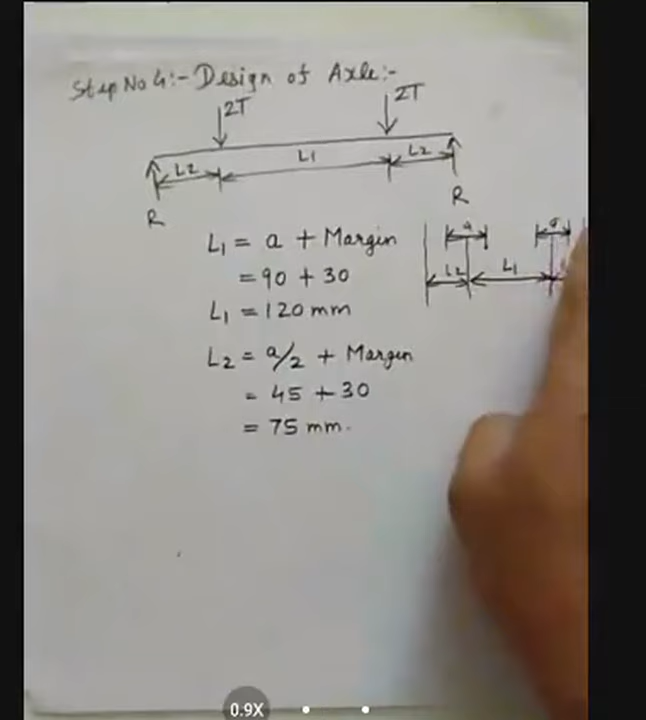 Step No 4:- Design of Axle:-
2T 2T
L2 L1 L2
R R
L1 = a + Margin
= 90 + 30
L1 = 120 mm
a a
L2 L1
L2 = a/2 + Margin
= 45 + 30
= 75 mm.
0.9X